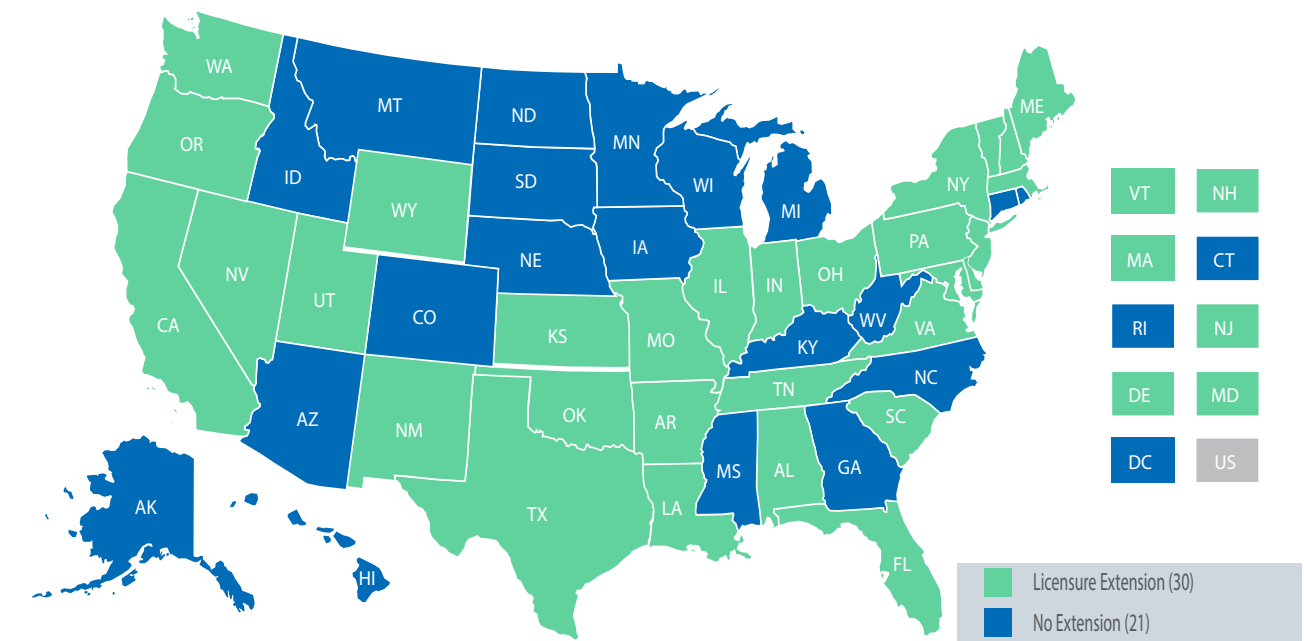 WA
MT
ND
MN
ME
OR
ID
SD
WI
NY
WY
MI
NE
IA
PA
NV
UT
CO
IL
IN
OH
CA
KS
MO
WV
VA
KY
AZ
NM
OK
AR
TN
NC
SC
MS
AL
GA
AK
TX
LA
HI
FL
VT NH
MA CT
RI NJ
DE MD
DC US
Licensure Extension (30)
No Extension (21)